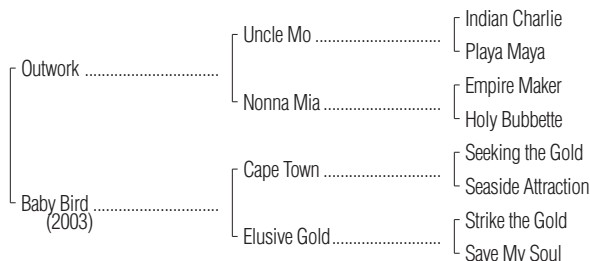 Indian Charlie
Uncle Mo ........................................
Playa Maya
Outwork ...........................................
Empire Maker
Nonna Mia .....................................
Holy Bubbette
Seeking the Gold
Cape Town .....................................
Seaside Attraction
Baby Bird ........................................
(2003)
Strike the Gold
Elusive Gold ..................................
Save My Soul